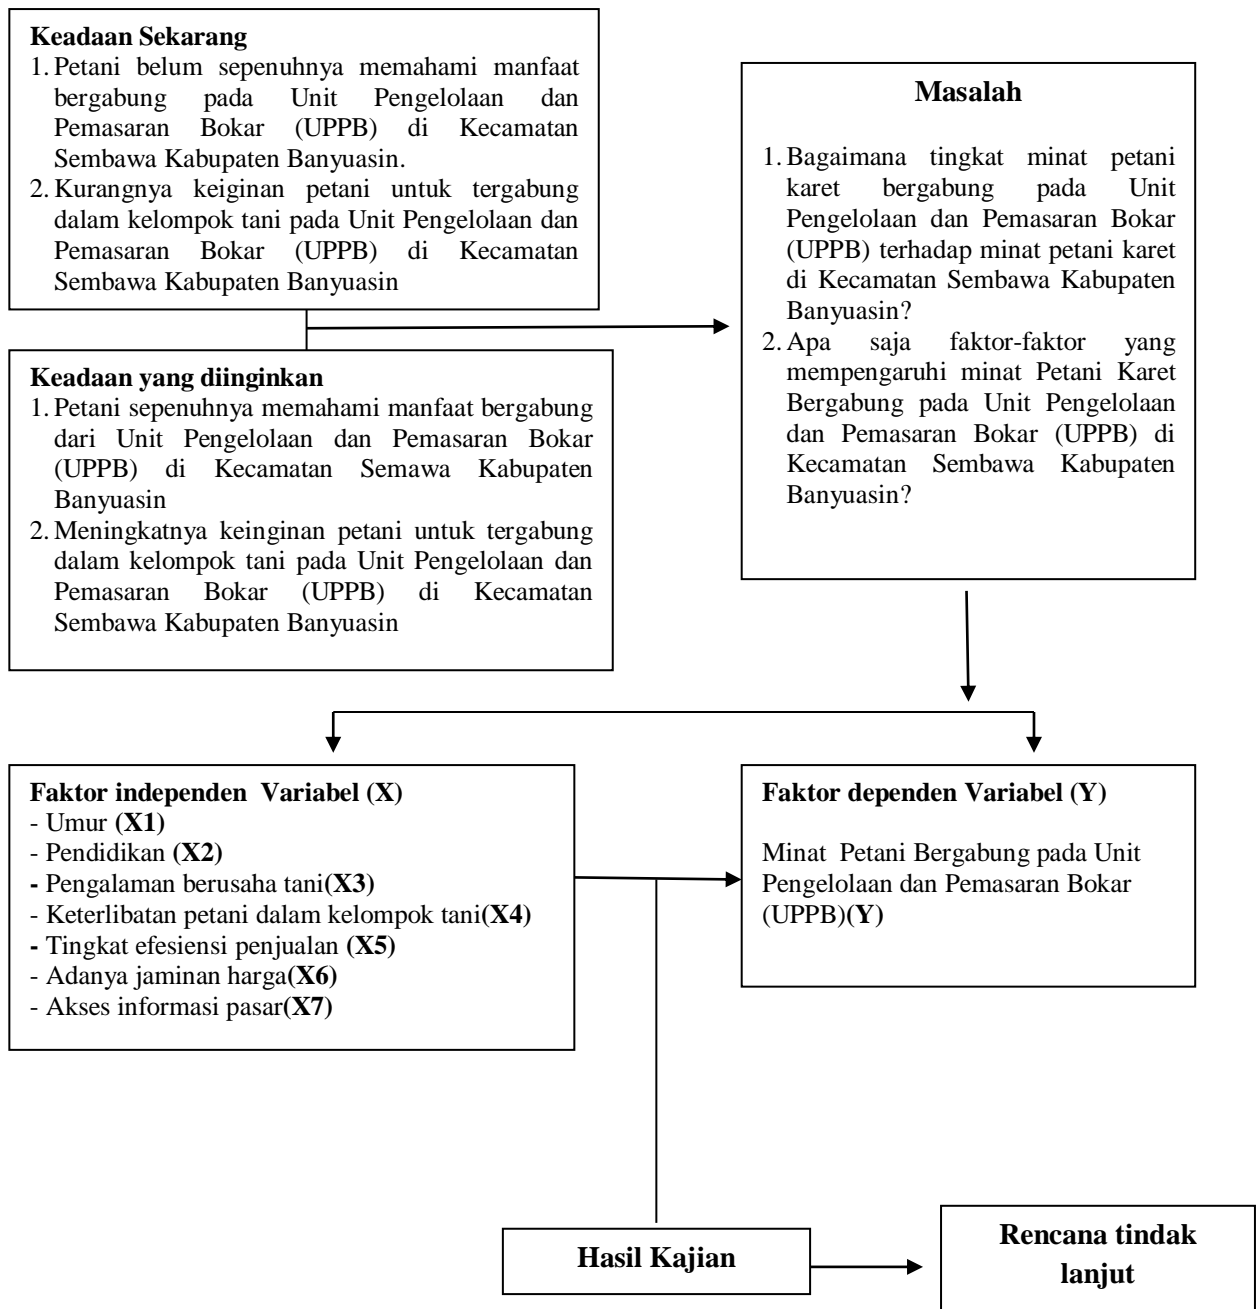 Keadaan Sekarang
1. Petani belum sepenuhnya memahami manfaat
bergabung pada Unit Pengelolaan dan
Pemasaran Bokar (UPPB) di Kecamatan
Sembawa Kabupaten Banyuasin.
2. Kurangnya keiginan petani untuk tergabung
dalam kelompok tani pada Unit Pengelolaan dan
Pemasaran Bokar (UPPB) di Kecamatan
Sembawa Kabupaten Banyuasin
Keadaan yang diinginkan
1. Petani sepenuhnya memahami manfaat bergabung
dari Unit Pengelolaan dan Pemasaran Bokar
(UPPB) di Kecamatan Semawa Kabupaten
Banyuasin
2. Meningkatnya keinginan petani untuk tergabung
dalam kelompok tani pada Unit Pengelolaan dan
Pemasaran Bokar (UPPB) di Kecamatan
Sembawa Kabupaten Banyuasin
Masalah
1. Bagaimana tingkat minat petani
karet bergabung pada Unit
Pengelolaan dan Pemasaran Bokar
(UPPB) terhadap minat petani karet
di Kecamatan Sembawa Kabupaten
Banyuasin?
2. Apa saja faktor-faktor yang
mempengaruhi minat Petani Karet
Bergabung pada Unit Pengelolaan
dan Pemasaran Bokar (UPPB) di
Kecamatan Sembawa Kabupaten
Banyuasin?
Faktor independen Variabel (X)
- Umur (X1)
- Pendidikan (X2)
- Pengalaman berusaha tani(X3)
- Keterlibatan petani dalam kelompok tani(X4)
- Tingkat efesiensi penjualan (X5)
- Adanya jaminan harga(X6)
- Akses informasi pasar(X7)
Faktor dependen Variabel (Y)
Minat Petani Bergabung pada Unit
Pengelolaan dan Pemasaran Bokar
(UPPB)(Y)
Hasil Kajian
Rencana tindak
lanjut